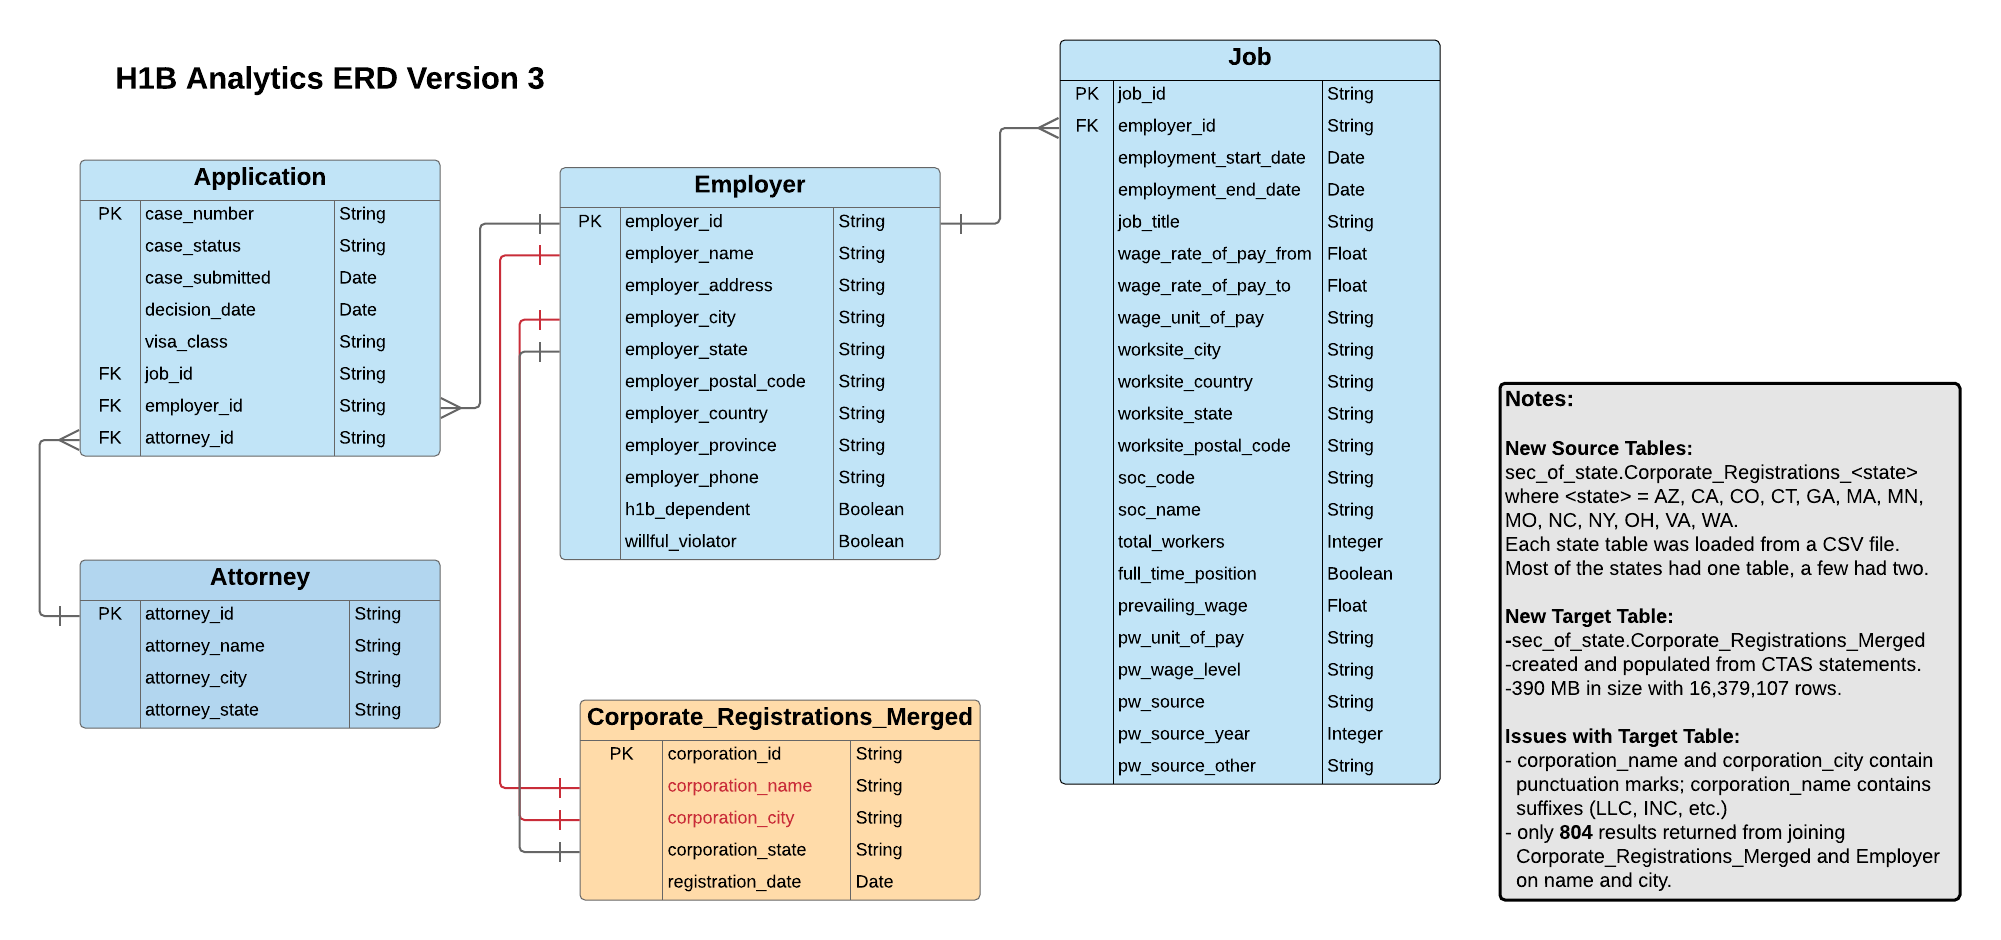 H1B Analytics ERD Version 3
Application
PK case_number String
case_status String
case_submitted Date
decision_date Date
visa_class String
FK job_id String
FK employer_id String
FK attorney_id String
Attorney
PK attorney_id String
attorney_name String
attorney_city String
attorney_state String
Employer
PK employer_id String
employer_name String
employer_address String
employer_city String
employer_state String
employer_postal_code String
employer_country String
employer_province String
employer_phone String
h1b_dependent Boolean
willful_violator Boolean
Corporate_Registrations_Merged
PK corporation_id String
corporation_name String
corporation_city String
corporation_state String
registration_date Date
Job
PK job_id String
FK employer_id String
employment_start_date Date
employment_end_date Date
job_title String
wage_rate_of_pay_from Float
wage_rate_of_pay_to Float
wage_unit_of_pay String
worksite_city String
worksite_country String
worksite_state String
worksite_postal_code String
soc_code String
soc_name String
total_workers Integer
full_time_position Boolean
prevailing_wage Float
pw_unit_of_pay String
pw_wage_level String
pw_source String
pw_source_year Integer
pw_source_other String
Notes:
New Source Tables:
sec_of_state.Corporate_Registrations_<state>
where <state> = AZ, CA, CO, CT, GA, MA, MN,
MO, NC, NY, OH, VA, WA.
Each state table was loaded from a CSV file.
Most of the states had one table, a few had two.
New Target Table:
-sec_of_state.Corporate_Registrations_Merged
-created and populated from CTAS statements.
-390 MB in size with 16,379,107 rows.
Issues with Target Table:
- corporation_name and corporation_city contain
punctuation marks; corporation_name contains
suffixes (LLC, INC, etc.)
- only 804 results returned from joining
Corporate_Registrations_Merged and Employer
on name and city.